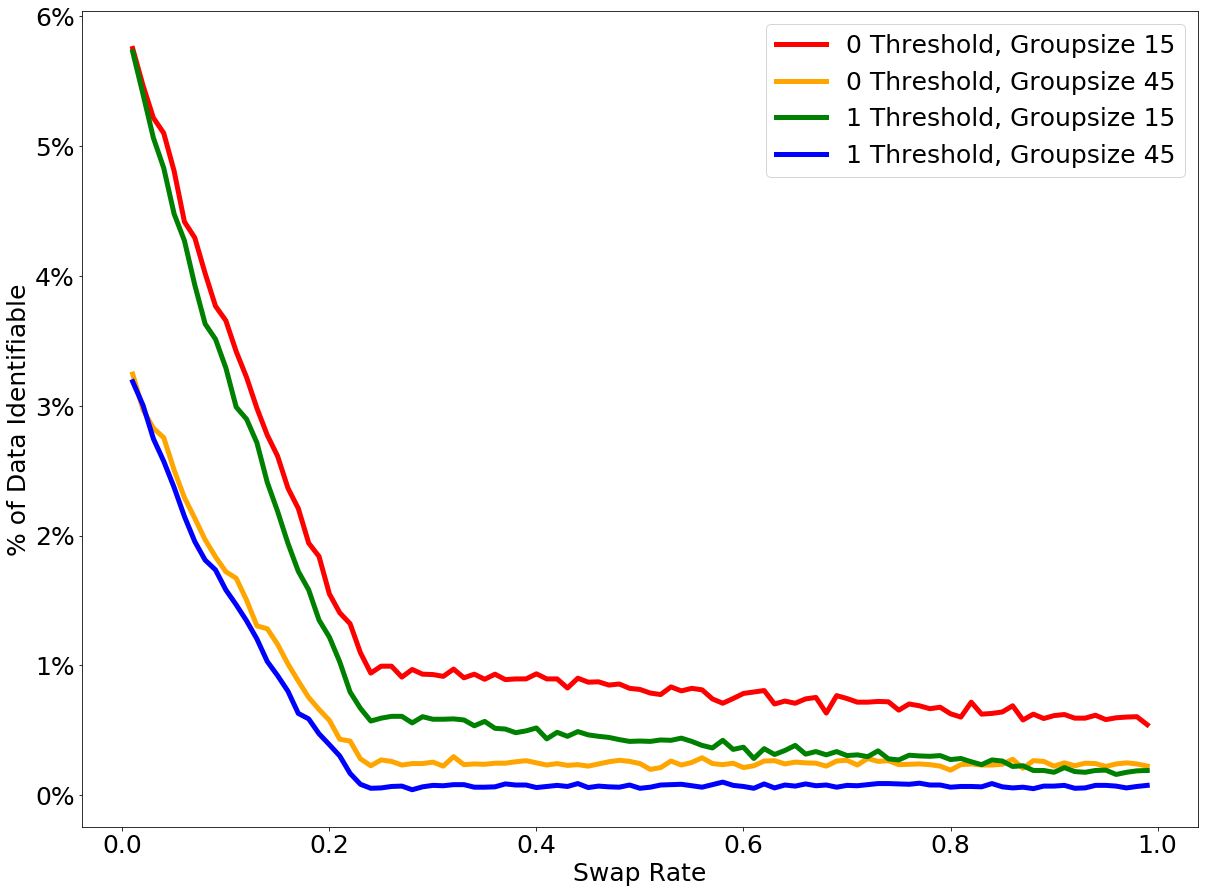 6%
5%
4%
3%
2%
1%
0%
% of Data Identifiable
0 Threshold, Groupsize 15
0 Threshold, Groupsize 45
1 Threshold, Groupsize 15
1 Threshold, Groupsize 45
0.0 0.2 0.4 0.6 0.8 1.0
Swap Rate